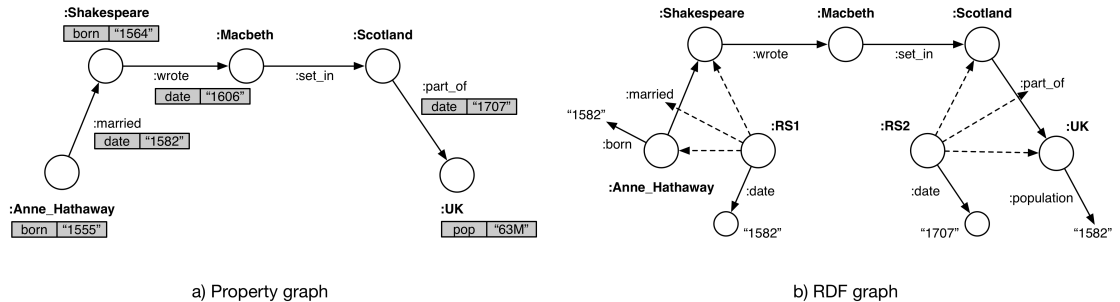 :Shakespeare
born "1564"
:Macbeth
:Scotland
:wrote
date "1606"
:set_in
:part_of
date "1707"
:married
date "1582"
:Anne_Hathaway
born "1555"
:UK
pop "63M"
a) Property graph
:Shakespeare
:Macbeth
:Scotland
:wrote
:set_in
:part_of
:married
"1582"
:born
:RS1
:RS2
:UK
:Anne_Hathaway
:date
:date
:population
"1582"
"1707"
"1582"
b) RDF graph